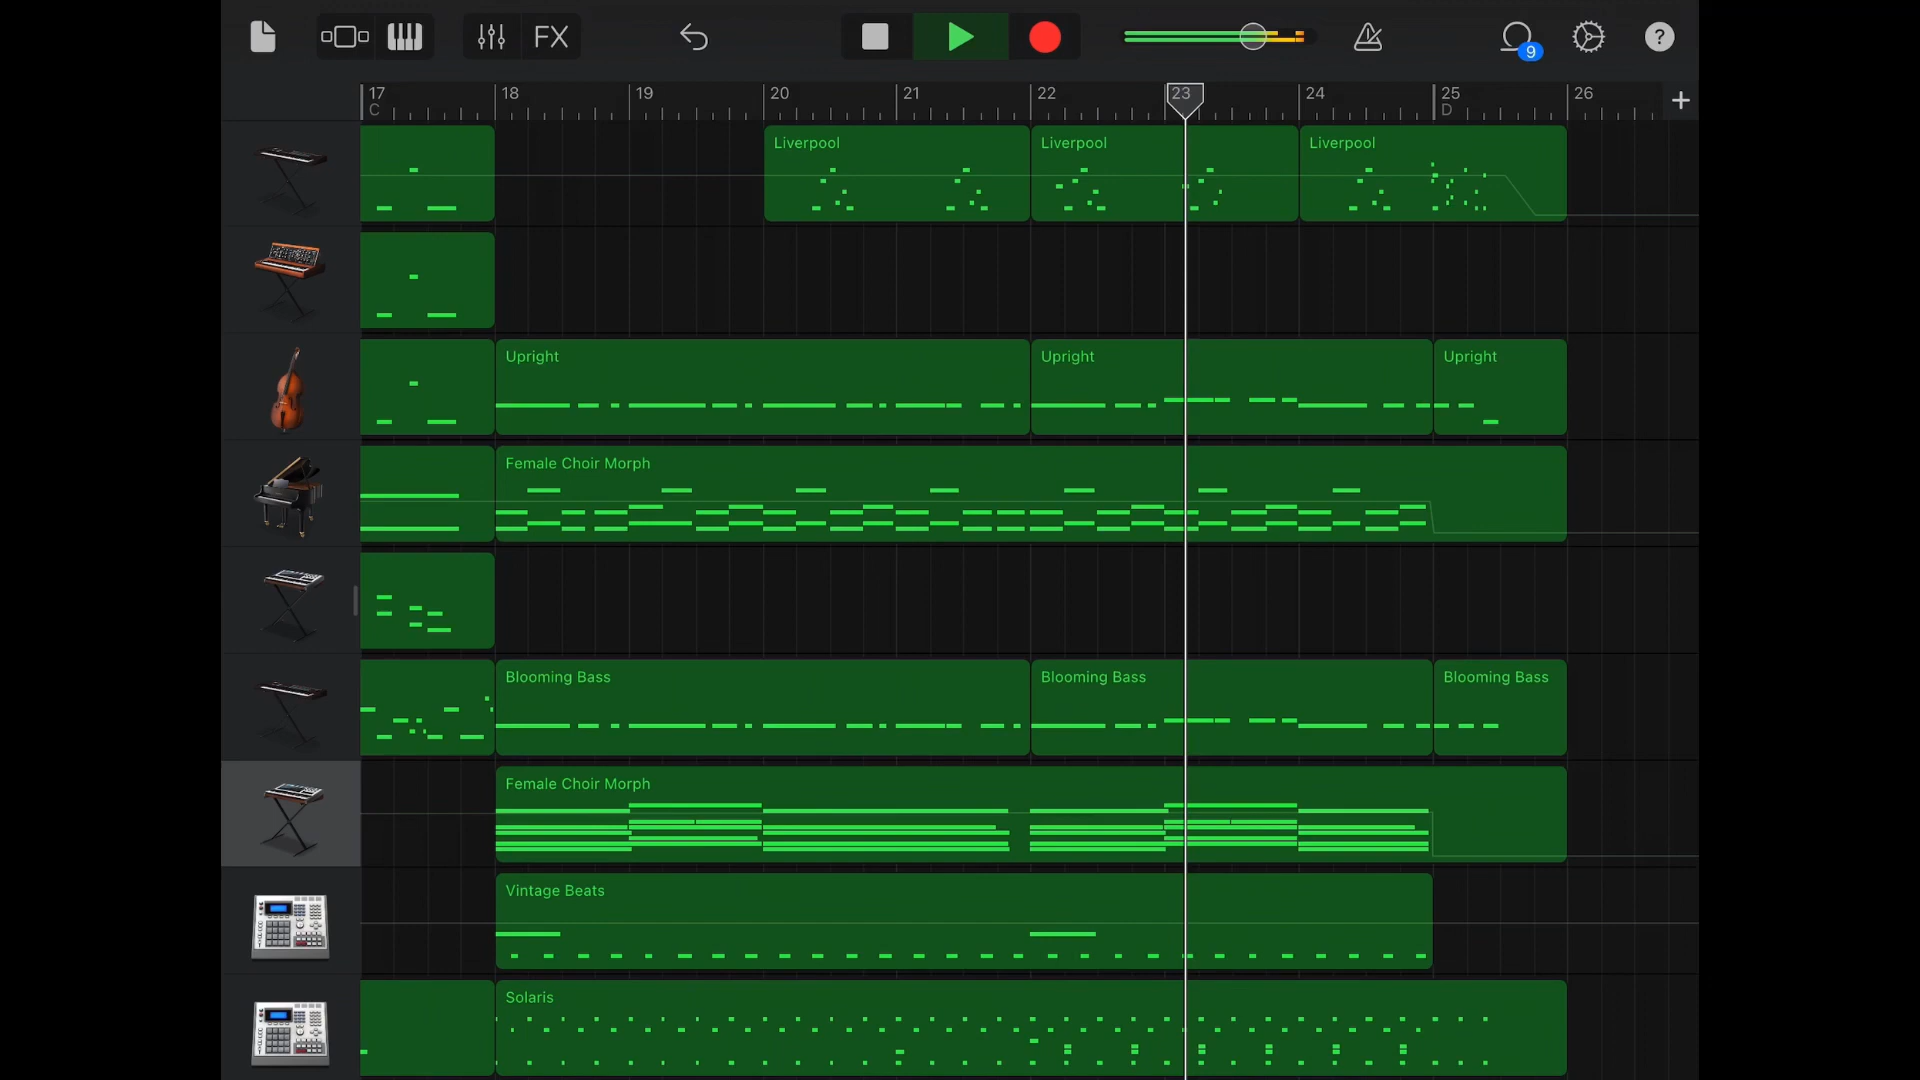 FX
9
?
17 18 19 20 21 22 23 24 25 26
C D
Liverpool Liverpool Liverpool
Upright Upright Upright
Female Choir Morph
Blooming Bass Blooming Bass Blooming Bass
Female Choir Morph
Vintage Beats
Solaris